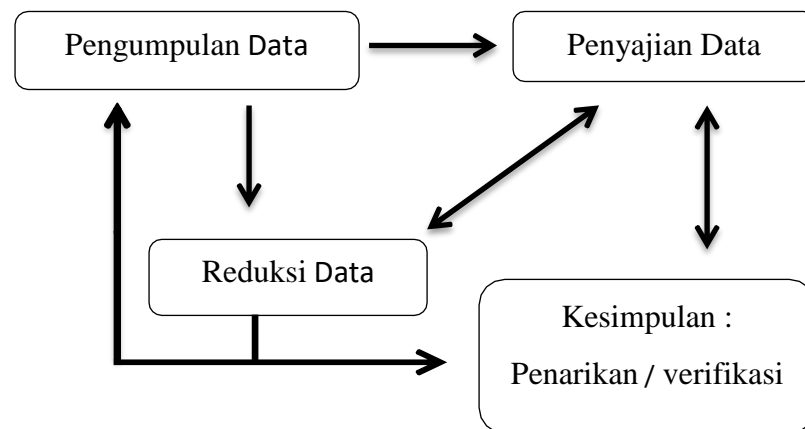 Pengumpulan Data
Penyajian Data
Reduksi Data
Kesimpulan :
Penarikan / verifikasi